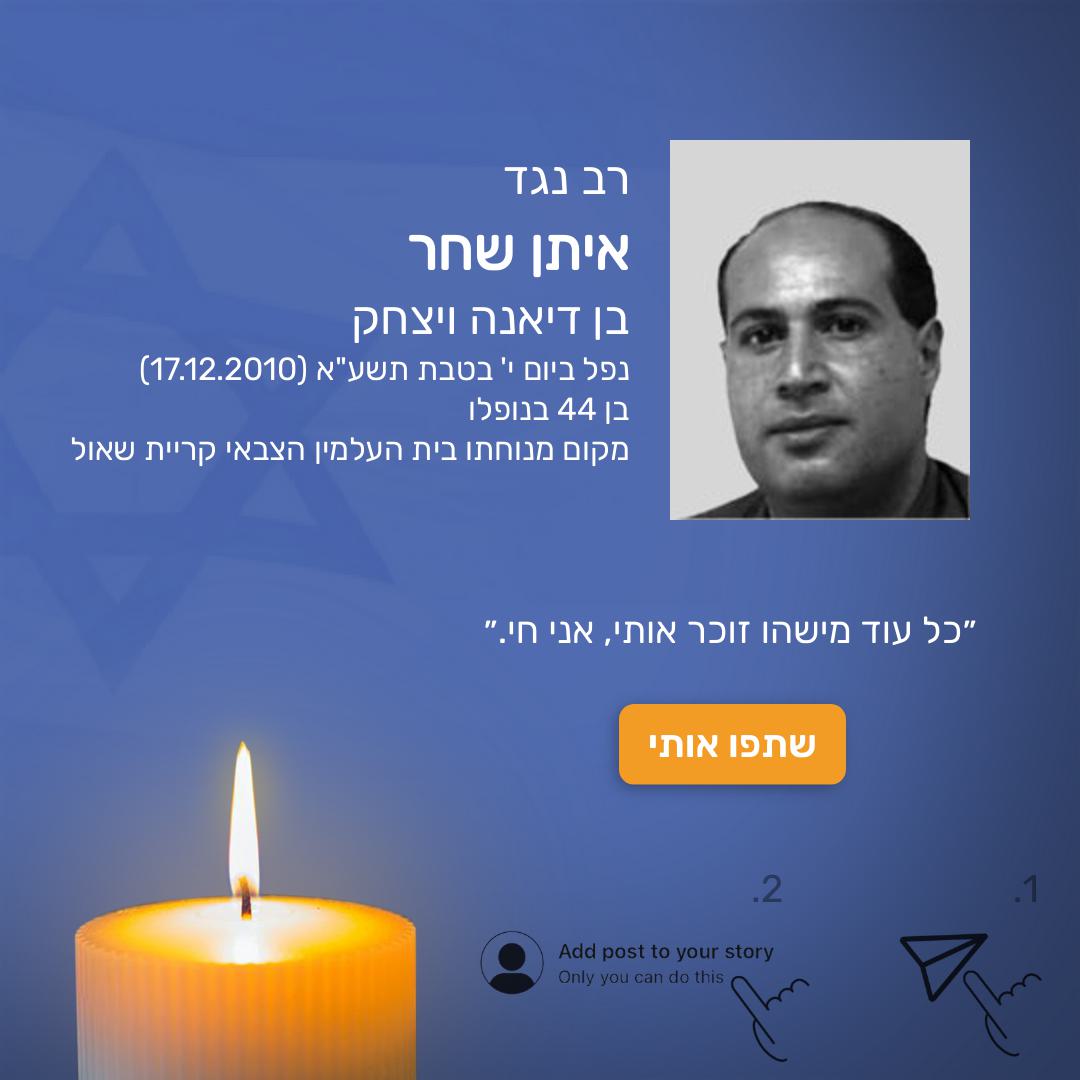 רב נגד
איתן שחר
בן דיאנה ויצחק
נפל ביום י' בטבת תשע"א (17.12.2010)
בן 44 בנופלו
מקום מנוחתו בית העלמין הצבאי קריית שאול
״כל עוד מישהו זוכר אותי, אני חי.״
שתפו אותי
.1
.2
Add post to your story
Only you can do this